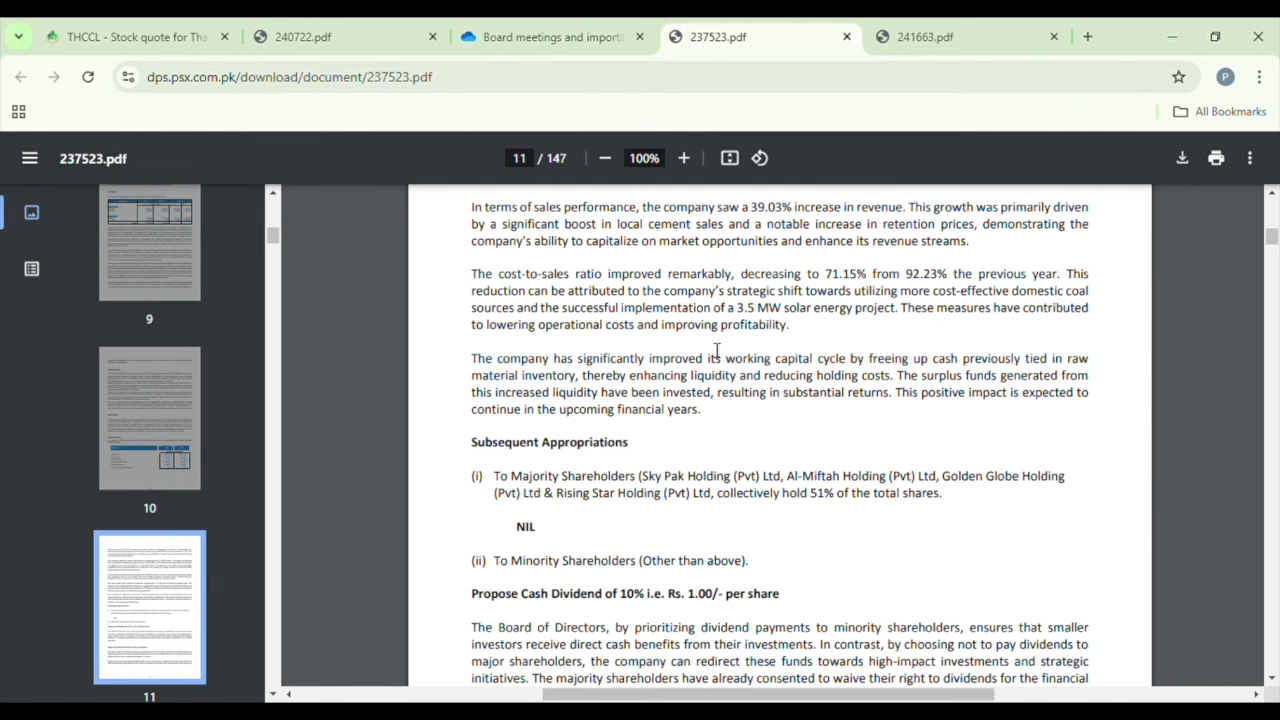 THCCL - Stock quote for Tha
240722.pdf
Board meetings and importa
237523.pdf
241663.pdf
dps.psx.com.pk/download/document/237523.pdf
P
All Bookmarks
237523.pdf
11 / 147
100%
9
10
11
In terms of sales performance, the company saw a 39.03% increase in revenue. This growth was primarily driven
by a significant boost in local cement sales and a notable increase in retention prices, demonstrating the
company's ability to capitalize on market opportunities and enhance its revenue streams.
The cost-to-sales ratio improved remarkably, decreasing to 71.15% from 92.23% the previous year. This
reduction can be attributed to the company's strategic shift towards utilizing more cost-effective domestic coal
sources and the successful implementation of a 3.5 MW solar energy project. These measures have contributed
to lowering operational costs and improving profitability.
The company has significantly improved its working capital cycle by freeing up cash previously tied in raw
material inventory, thereby enhancing liquidity and reducing holding costs. The surplus funds generated from
this increased liquidity have been invested, resulting in substantial returns. This positive impact is expected to
continue in the upcoming financial years.
Subsequent Appropriations
(i) To Majority Shareholders (Sky Pak Holding (Pvt) Ltd, Al-Miftah Holding (Pvt) Ltd, Golden Globe Holding
(Pvt) Ltd & Rising Star Holding (Pvt) Ltd, collectively hold 51% of the total shares.
NIL
(ii) To Minority Shareholders (Other than above).
Propose Cash Dividend of 10% i.e. Rs. 1.00/- per share
The Board of Directors, by prioritizing dividend payments to minority shareholders, ensures that smaller
investors receive direct cash benefits from their investments. In contrast, by choosing not to pay dividends to
major shareholders, the company can redirect these funds towards high-impact investments and strategic
initiatives. The majority shareholders have already consented to waive their right to dividends for the financial